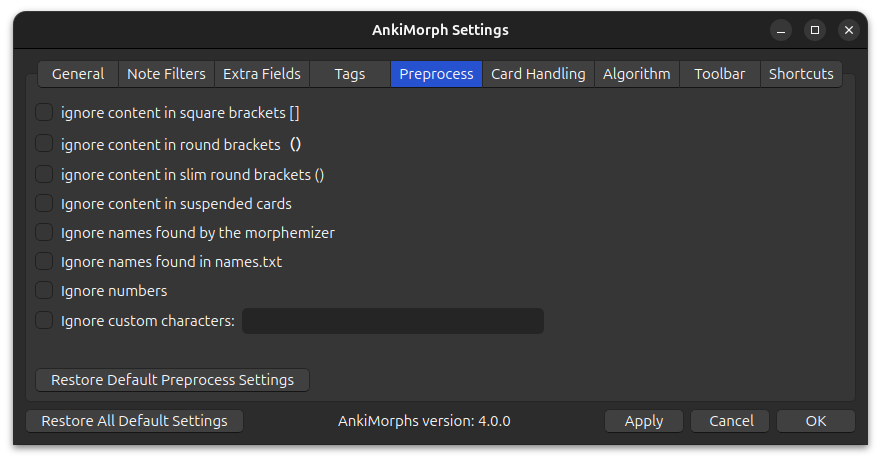 AnkiMorph Settings
General Note Filters Extra Fields Tags Preprocess Card Handling Algorithm Toolbar Shortcuts
ignore content in square brackets []
ignore content in round brackets （）
ignore content in slim round brackets ()
Ignore content in suspended cards
Ignore names found by the morphemizer
Ignore names found in names.txt
Ignore numbers
Ignore custom characters:
Restore Default Preprocess Settings
Restore All Default Settings AnkiMorphs version: 4.0.0 Apply Cancel OK